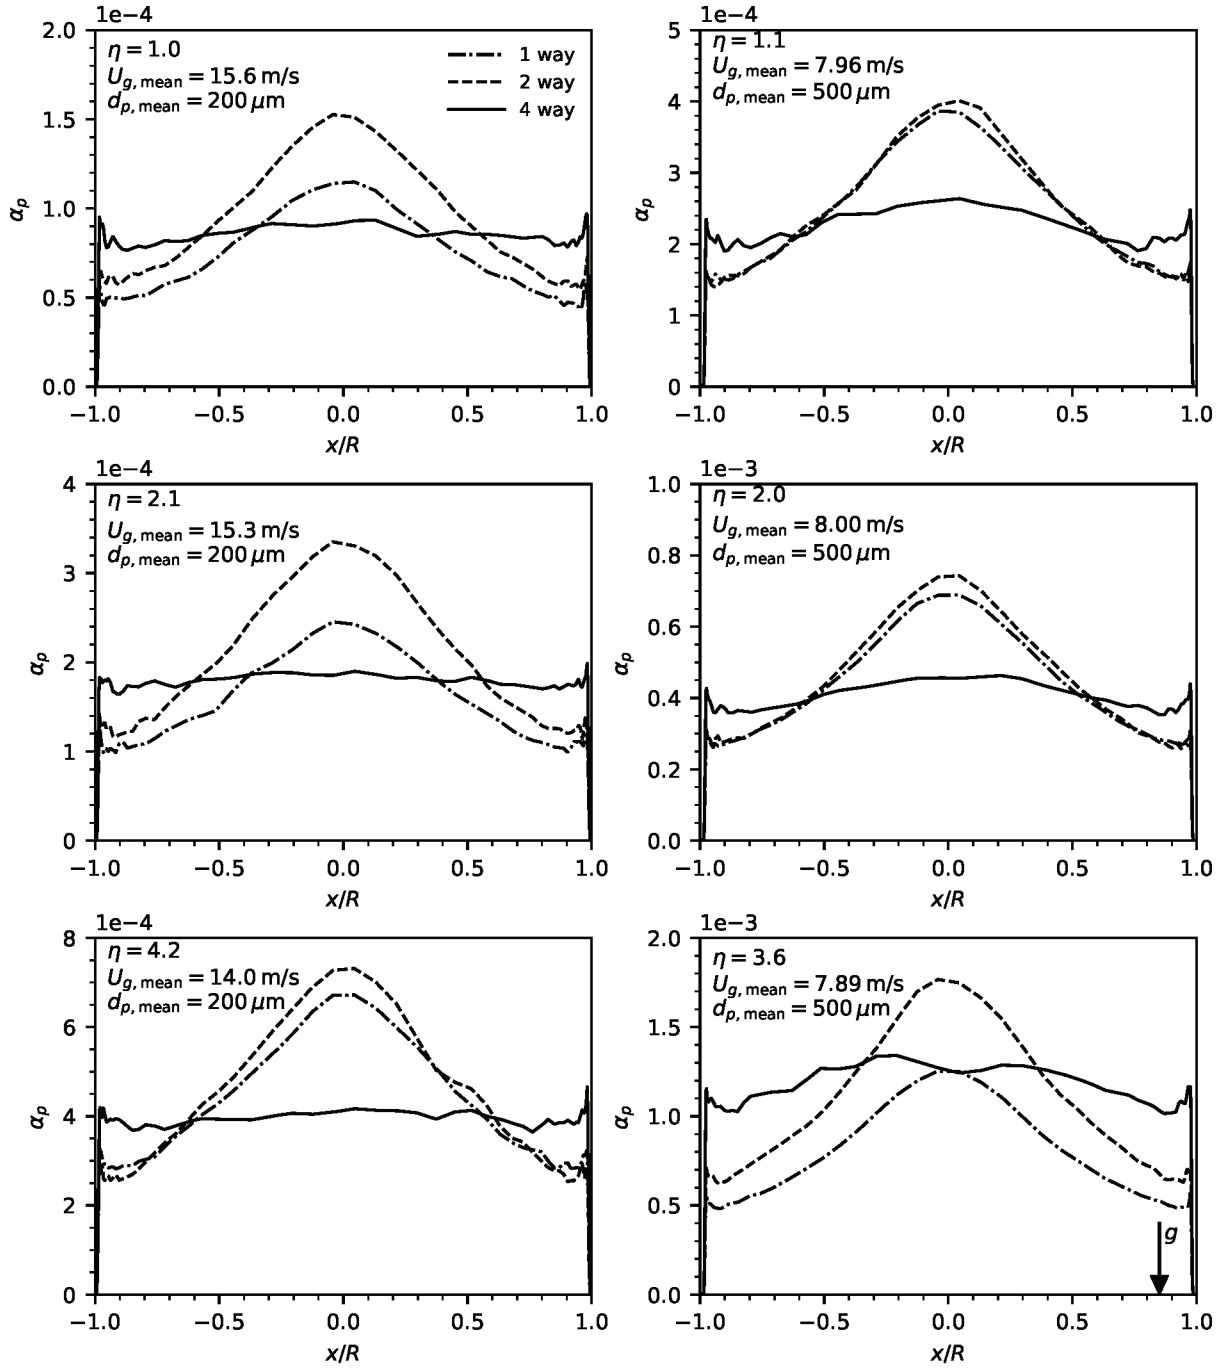 1e−4
η = 1.0
U_g, mean = 15.6 m/s
d_p, mean = 200 μm
1 way
2 way
4 way
2.0
1.5
1.0
0.5
0.0
α_p
−1.0 −0.5 0.0 0.5 1.0
x/R
1e−4
η = 1.1
U_g, mean = 7.96 m/s
d_p, mean = 500 μm
5
4
3
2
1
0
α_p
−1.0 −0.5 0.0 0.5 1.0
x/R
1e−4
η = 2.1
U_g, mean = 15.3 m/s
d_p, mean = 200 μm
4
3
2
1
0
α_p
−1.0 −0.5 0.0 0.5 1.0
x/R
1e−3
η = 2.0
U_g, mean = 8.00 m/s
d_p, mean = 500 μm
1.0
0.8
0.6
0.4
0.2
0.0
α_p
−1.0 −0.5 0.0 0.5 1.0
x/R
1e−4
η = 4.2
U_g, mean = 14.0 m/s
d_p, mean = 200 μm
8
6
4
2
0
α_p
−1.0 −0.5 0.0 0.5 1.0
x/R
1e−3
η = 3.6
U_g, mean = 7.89 m/s
d_p, mean = 500 μm
2.0
1.5
1.0
0.5
0.0
α_p
g
−1.0 −0.5 0.0 0.5 1.0
x/R